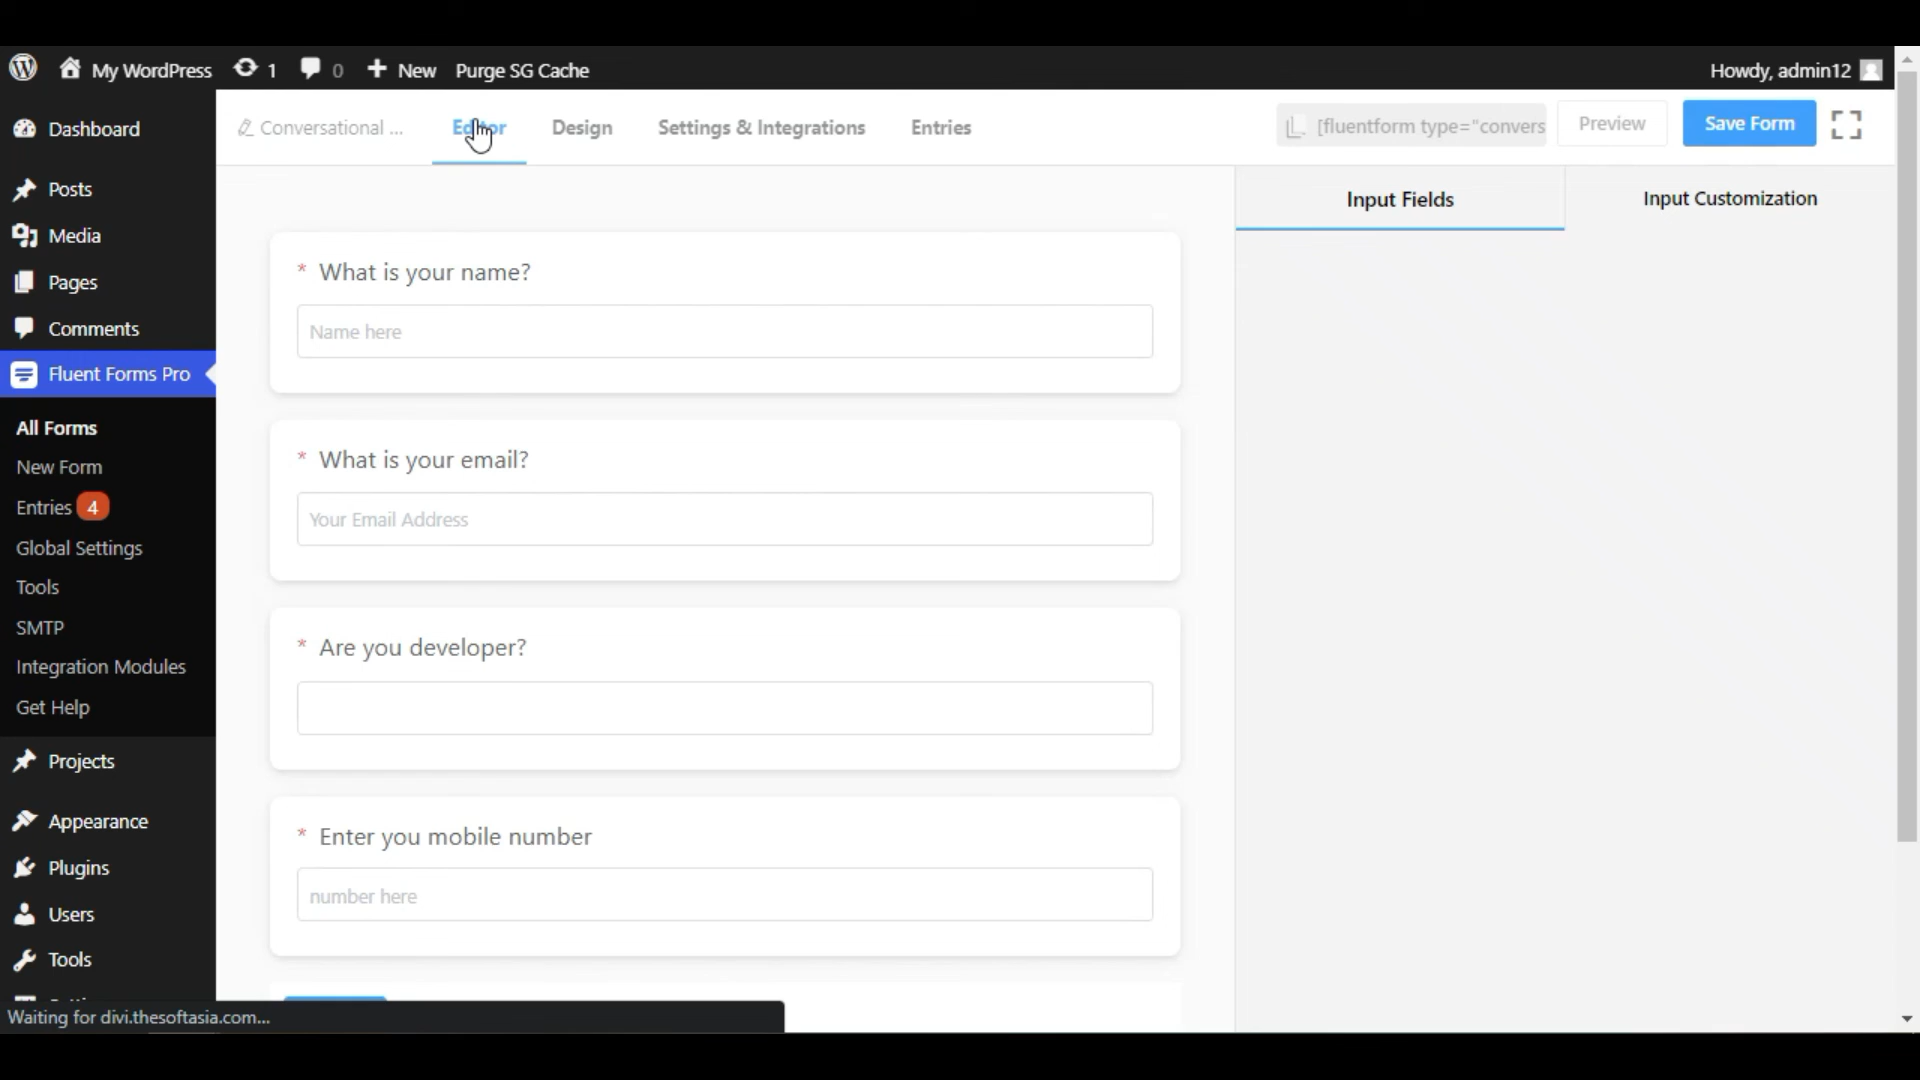 My WordPress 1 0 New Purge SG Cache Howdy, admin12
Conversational ... Editor Design Settings & Integrations Entries [fluentform type="convers Preview Save Form
Input Fields Input Customization
Dashboard
Posts
Media
Pages
Comments
Fluent Forms Pro
All Forms
New Form
Entries 4
Global Settings
Tools
SMTP
Integration Modules
Get Help
Projects
Appearance
Plugins
Users
Tools
* What is your name?
Name here
* What is your email?
Your Email Address
* Are you developer?
* Enter you mobile number
number here
Waiting for divi.thesoftasia.com...